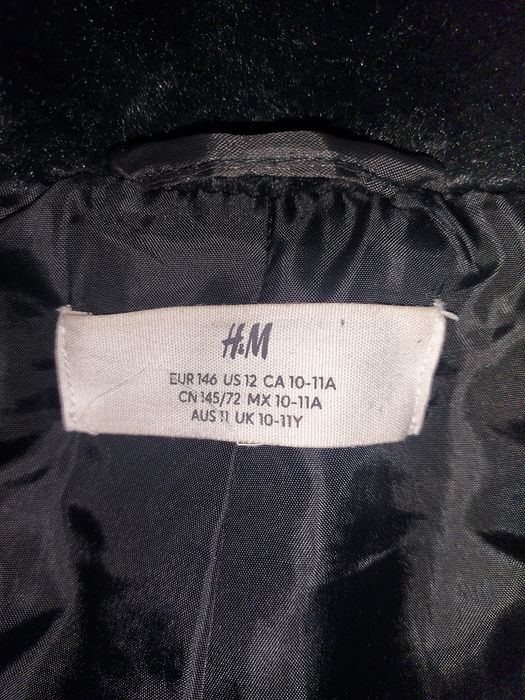 H&M
EUR 146 US 12 CA 10-11A
CN 145/72 MX 10-11A
AUS 11 UK 10-11Y